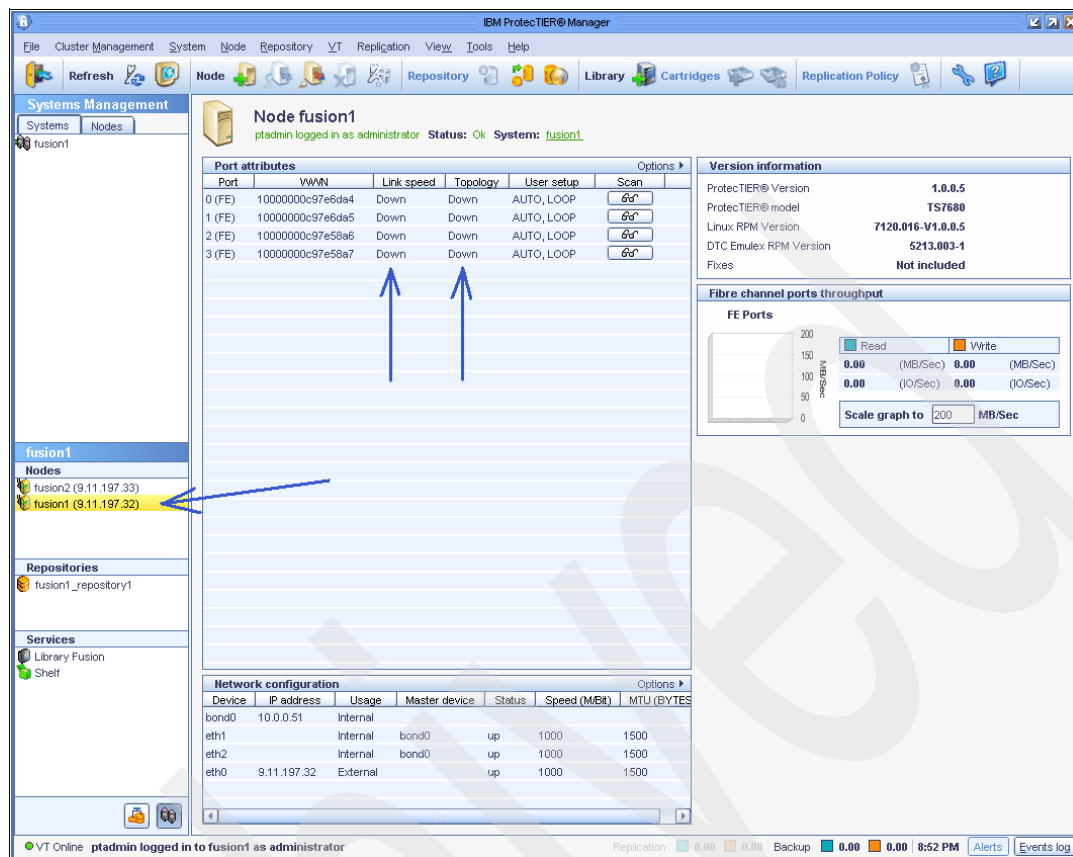 IBM ProtecTIER® Manager
File Cluster Management System Node Repository VT Replication View Tools Help
Refresh Node Repository Library Cartridges Replication Policy
Systems Management
Systems Nodes
fusion1
Node fusion1
ptadmin logged in as administrator Status: Ok System: fusion1
Port attributes Options
Port WWN Link speed Topology User setup Scan
0 (FE) 10000000c97e6da4 Down Down AUTO, LOOP
1 (FE) 10000000c97e6da5 Down Down AUTO, LOOP
2 (FE) 10000000c97e58a6 Down Down AUTO, LOOP
3 (FE) 10000000c97e58a7 Down Down AUTO, LOOP
Version information
ProtecTIER® Version 1.0.0.5
ProtecTIER® model TS7680
Linux RPM Version 7120.016-V1.0.0.5
DTC Emulex RPM Version 5213.003-1
Fixes Not included
Fibre channel ports throughput
FE Ports
200
150
100
50
0
MB/Sec
Read Write
0.00 (MB/Sec) 0.00 (MB/Sec)
0.00 (IO/Sec) 0.00 (IO/Sec)
Scale graph to 200 MB/Sec
fusion1
Nodes
fusion2 (9.11.197.33)
fusion1 (9.11.197.32)
Repositories
fusion1_repository1
Services
Library Fusion
Shelf
Network configuration Options
Device IP address Usage Master device Status Speed (M/Bit) MTU (BYTES
bond0 10.0.0.51 Internal
eth1 Internal bond0 up 1000 1500
eth2 Internal bond0 up 1000 1500
eth0 9.11.197.32 External up 1000 1500
VT Online ptadmin logged in to fusion1 as administrator Replication 0.00 0.00 Backup 0.00 0.00 8:52 PM Alerts Events log